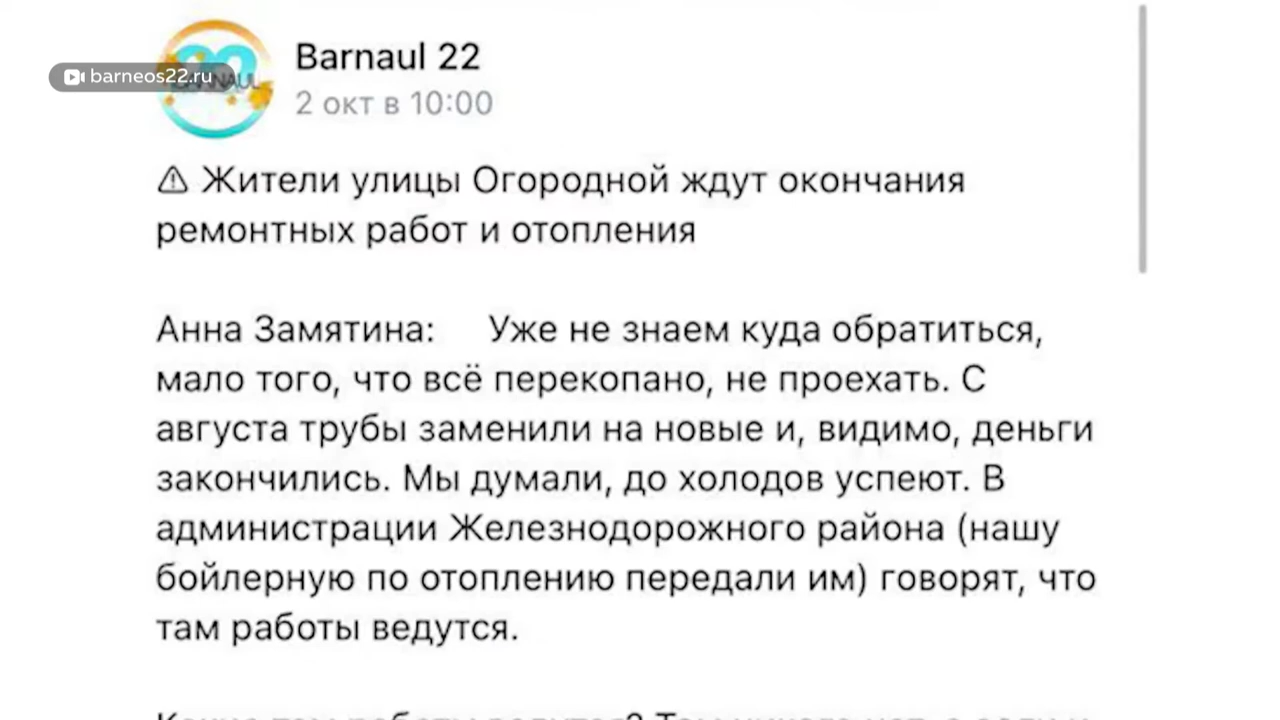 Barnaul 22
barneos22.ru
2 окт в 10:00
⚠ Жители улицы Огородной ждут окончания
ремонтных работ и отопления
Анна Замятина: Уже не знаем куда обратиться,
мало того, что всё перекопано, не проехать. С
августа трубы заменили на новые и, видимо, деньги
закончились. Мы думали, до холодов успеют. В
администрации Железнодорожного района (нашу
бойлерную по отоплению передали им) говорят, что
там работы ведутся.